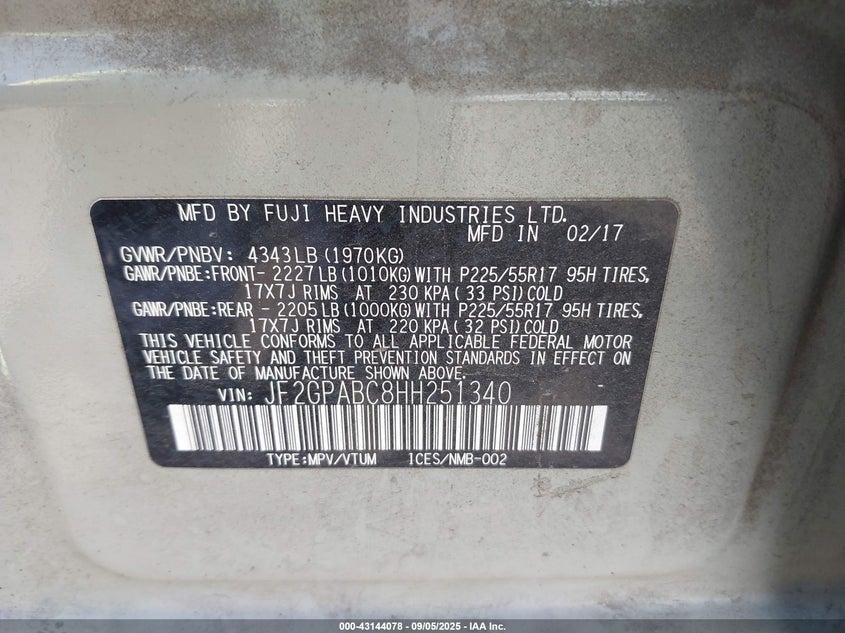 MFD BY FUJI HEAVY INDUSTRIES LTD.
MFD IN 02/17
GVWR/PNBV: 4343LB(1970KG)
GAWR/PNBE:FRONT- 2227LB(1010KG)WITH P225/55R17 95H TIRES,
17X7J RIMS AT 230 KPA(33 PSI)COLD
GAWR/PNBE:REAR - 2205LB(1000KG)WITH P225/55R17 95H TIRES,
17X7J RIMS AT 220 KPA(32 PSI)COLD
THIS VEHICLE CONFORMS TO ALL APPLICABLE FEDERAL MOTOR
VEHICLE SAFETY AND THEFT PREVENTION STANDARDS IN EFFECT ON
THE DATE OF MANUFACTURE SHOWN ABOVE.
VIN: JF2GPABC8HH251340
TYPE:MPV/VTUM ICES/NMB-002
000-43144078 - 09/05/2025 - IAA Inc.